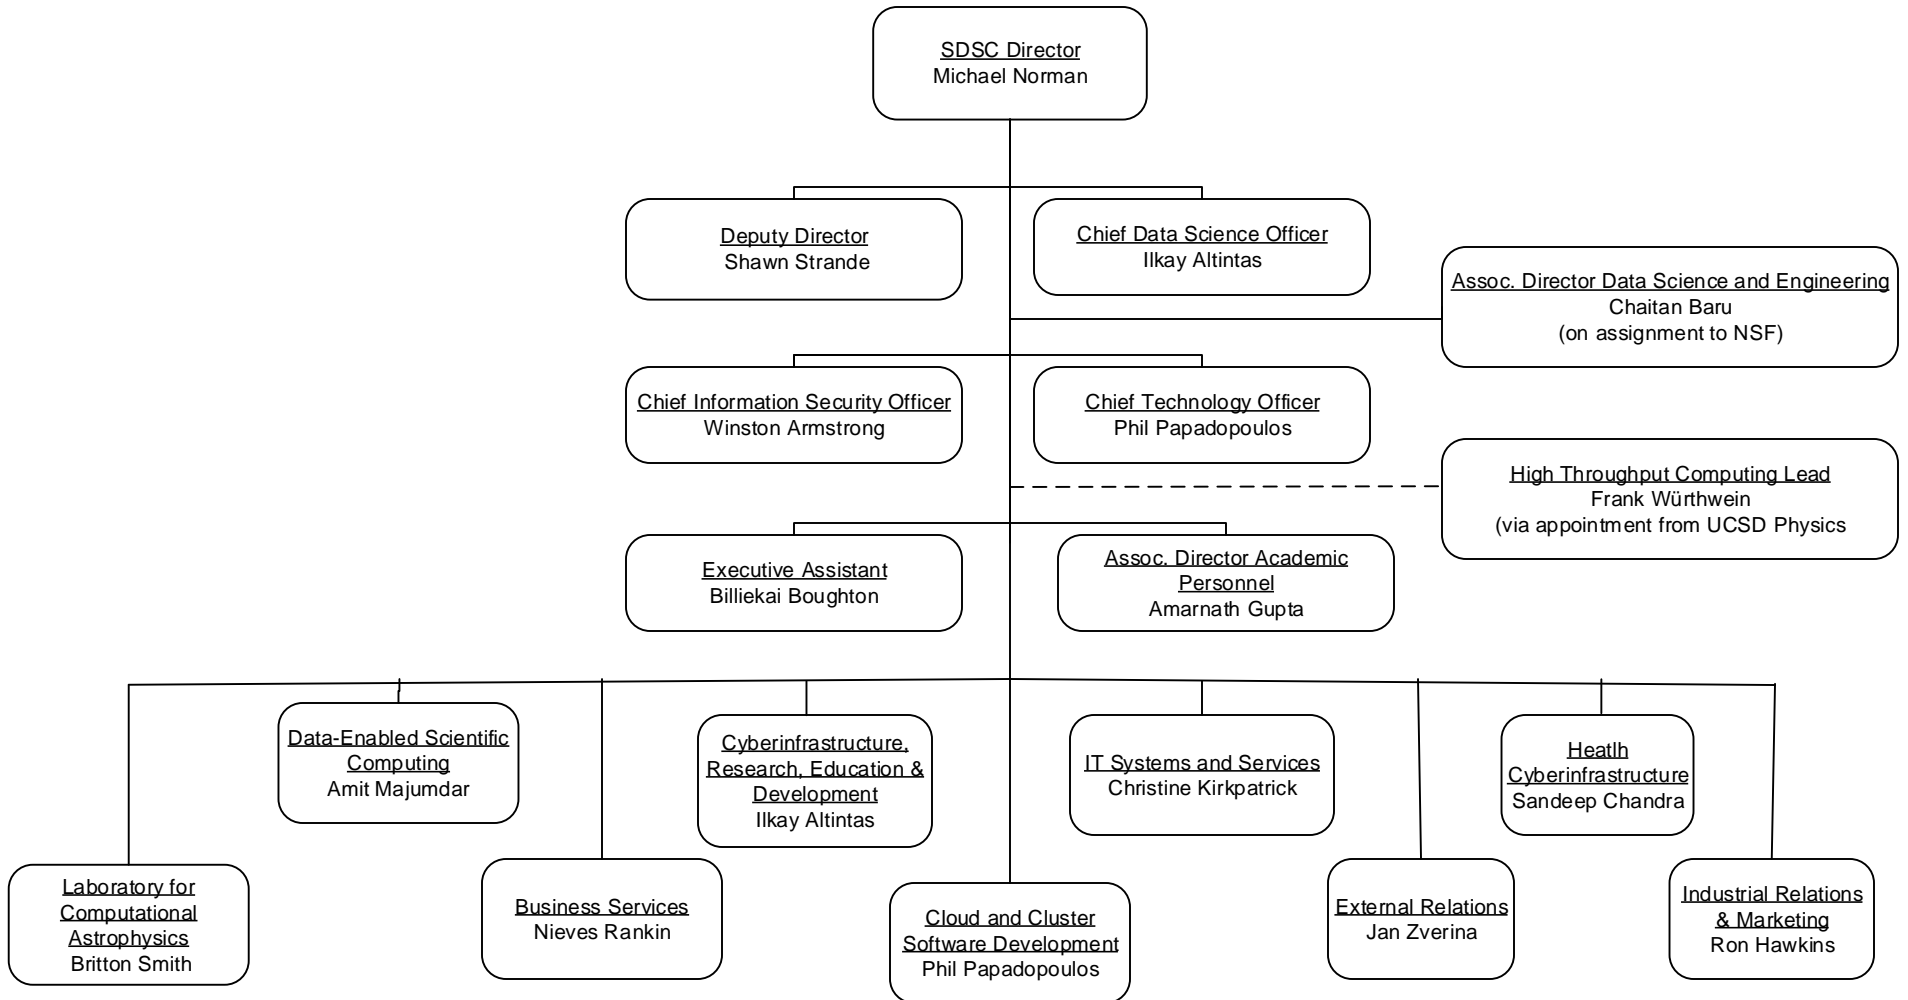 SDSC Director
Michael Norman
Deputy Director
Shawn Strande
Chief Data Science Officer
Ilkay Altintas
Assoc. Director Data Science and Engineering
Chaitan Baru
(on assignment to NSF)
Chief Information Security Officer
Winston Armstrong
Chief Technology Officer
Phil Papadopoulos
High Throughput Computing Lead
Frank Würthwein
(via appointment from UCSD Physics
Executive Assistant
Billiekai Boughton
Assoc. Director Academic
Personnel
Amarnath Gupta
Data-Enabled Scientific
Computing
Amit Majumdar
Cyberinfrastructure,
Research, Education &
Development
Ilkay Altintas
IT Systems and Services
Christine Kirkpatrick
Heatlh
Cyberinfrastructure
Sandeep Chandra
Laboratory for
Computational
Astrophysics
Britton Smith
Business Services
Nieves Rankin
Cloud and Cluster
Software Development
Phil Papadopoulos
External Relations
Jan Zverina
Industrial Relations
& Marketing
Ron Hawkins